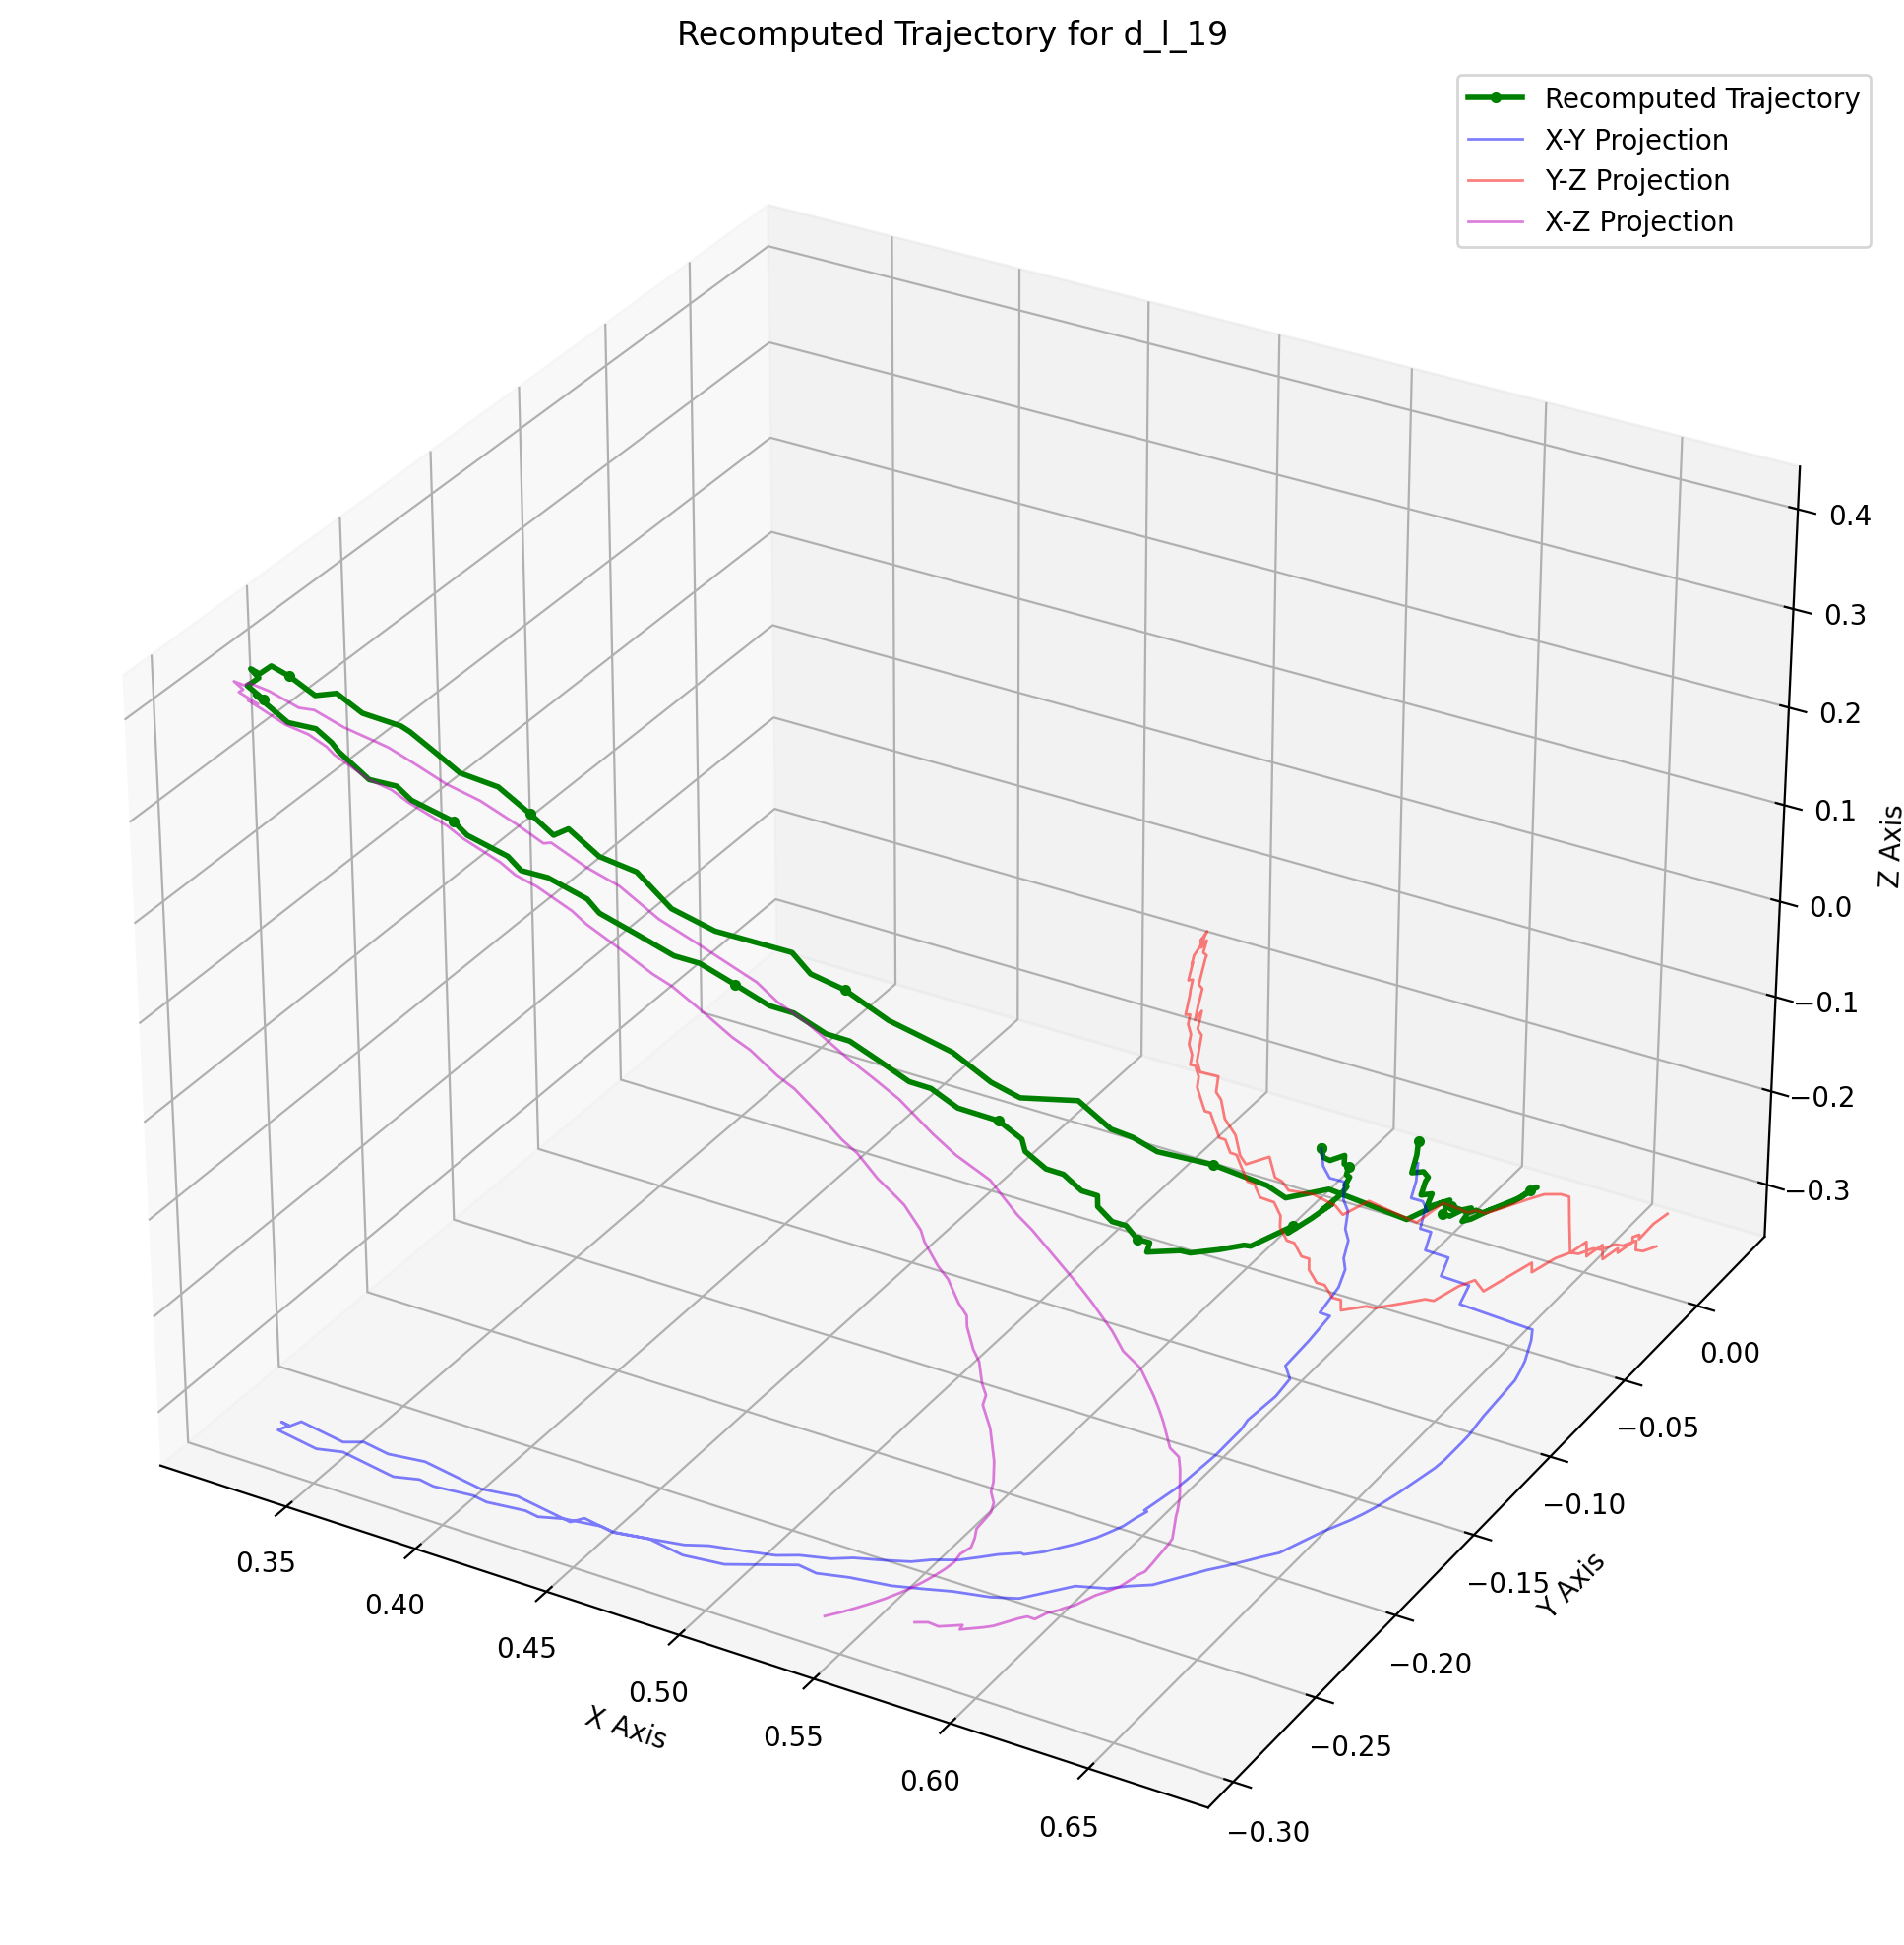 Recomputed Trajectory for d_l_19
Recomputed Trajectory
X-Y Projection
Y-Z Projection
X-Z Projection
0.4
0.3
0.2
0.1
0.0
−0.1
−0.2
−0.3
Z Axis
0.00
−0.05
−0.10
−0.15
−0.20
−0.25
−0.30
Y Axis
0.35
0.40
0.45
0.50
0.55
0.60
0.65
X Axis